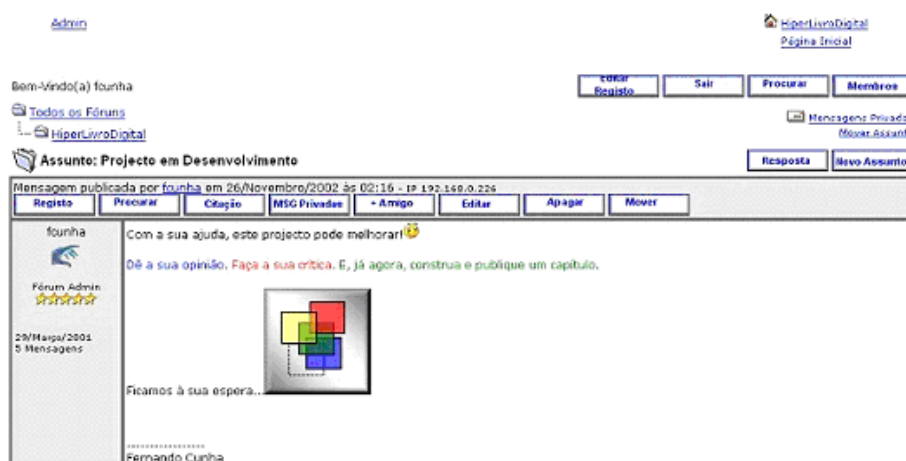 Admin
HiperLivroDigital
Página Inicial
Bem-Vindo(a) fcunha
Editar Registo
Sair
Procurar
Membros
Todos os Fóruns
HiperLivroDigital
Mensagens Privada
Mover Assunt
Assunto: Projecto em Desenvolvimento
Resposta
Novo Assunto
Mensagem publicada por fcunha em 26/Novembro/2002 às 02:16 - IP 192.168.0.226
Registo
Procurar
Citação
MSG Privadas
+ Amigo
Editar
Apagar
Mover
fcunha
Fórum Admin
29/Março/2001
5 Mensagens
Com a sua ajuda, este projecto pode melhorar!
Dê a sua opinião. Faça a sua crítica. E, já agora, construa e publique um capítulo.
Ficamos à sua espera...
-----------------
Fernando Cunha